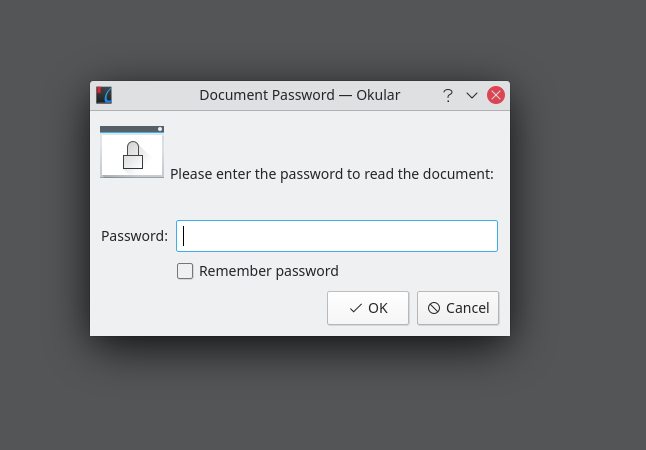 Document Password — Okular
Please enter the password to read the document:
Password:
Remember password
OK
Cancel